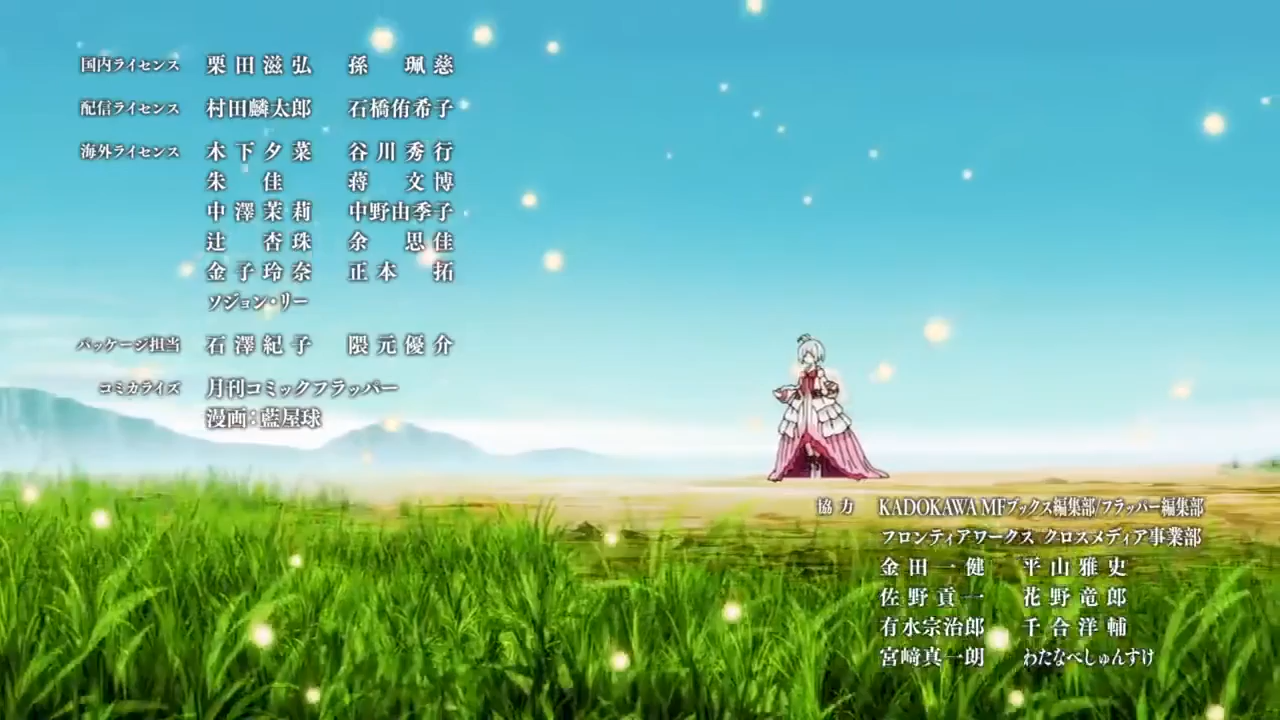 国内ライセンス 栗田滋弘 孫珮慈
配信ライセンス 村田麟太郎 石橋侑希子
海外ライセンス 木下夕菜 谷川秀行
朱佳 蒋文博
中澤茉莉 中野由季子
辻杏珠 余思佳
金子玲奈 正本拓
ソジョン・リー
パッケージ担当 石澤紀子 隈元優介
コミカライズ 月刊コミックフラッパー
漫画：藍屋球
協力 KADOKAWA MFブックス編集部/フラッパー編集部
フロンティアワークス クロスメディア事業部
金田一健 平山雅史
佐野貢一 花野竜郎
有水宗治郎 千合洋輔
宮﨑真一朗 わたなべしゅんすけ